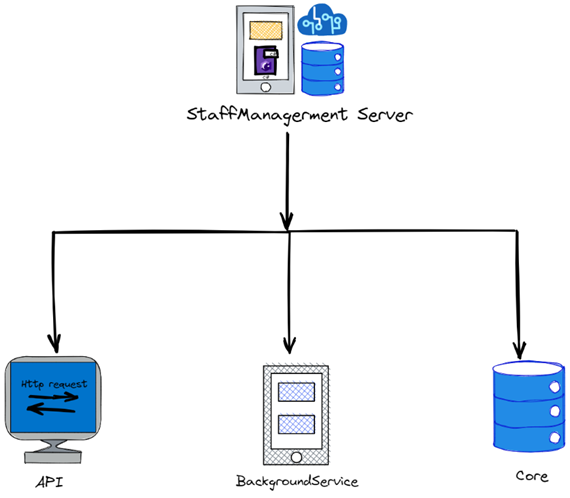 StaffManagerment Server
Http request
API
BackgroundService
Core